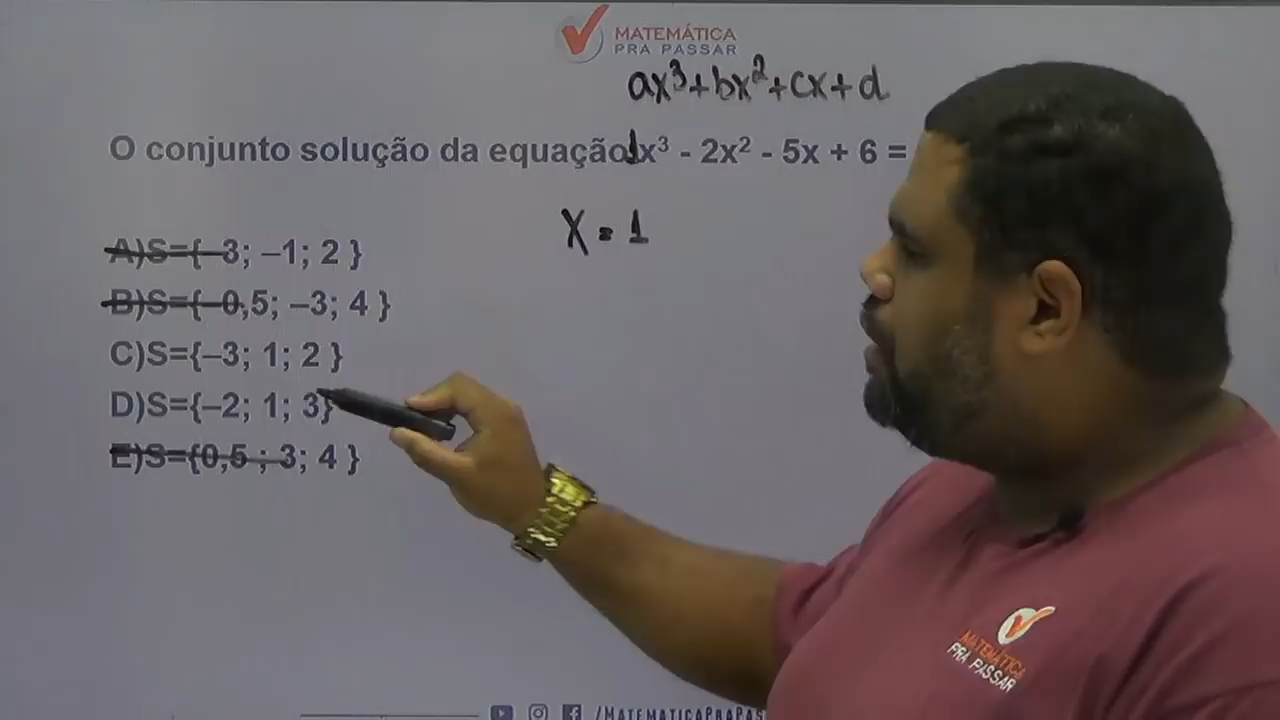 MATEMÁTICA
PRA PASSAR
ax³+bx²+cx+d
O conjunto solução da equação 1x³ - 2x² - 5x + 6 =
x = 1
A)S={–3; –1; 2 }
B)S={–0,5; –3; 4 }
C)S={–3; 1; 2 }
D)S={–2; 1; 3}
E)S={0,5 ; 3; 4 }
MATEMÁTICA
PRA PASSAR
/MATEMATICAPRAPAS